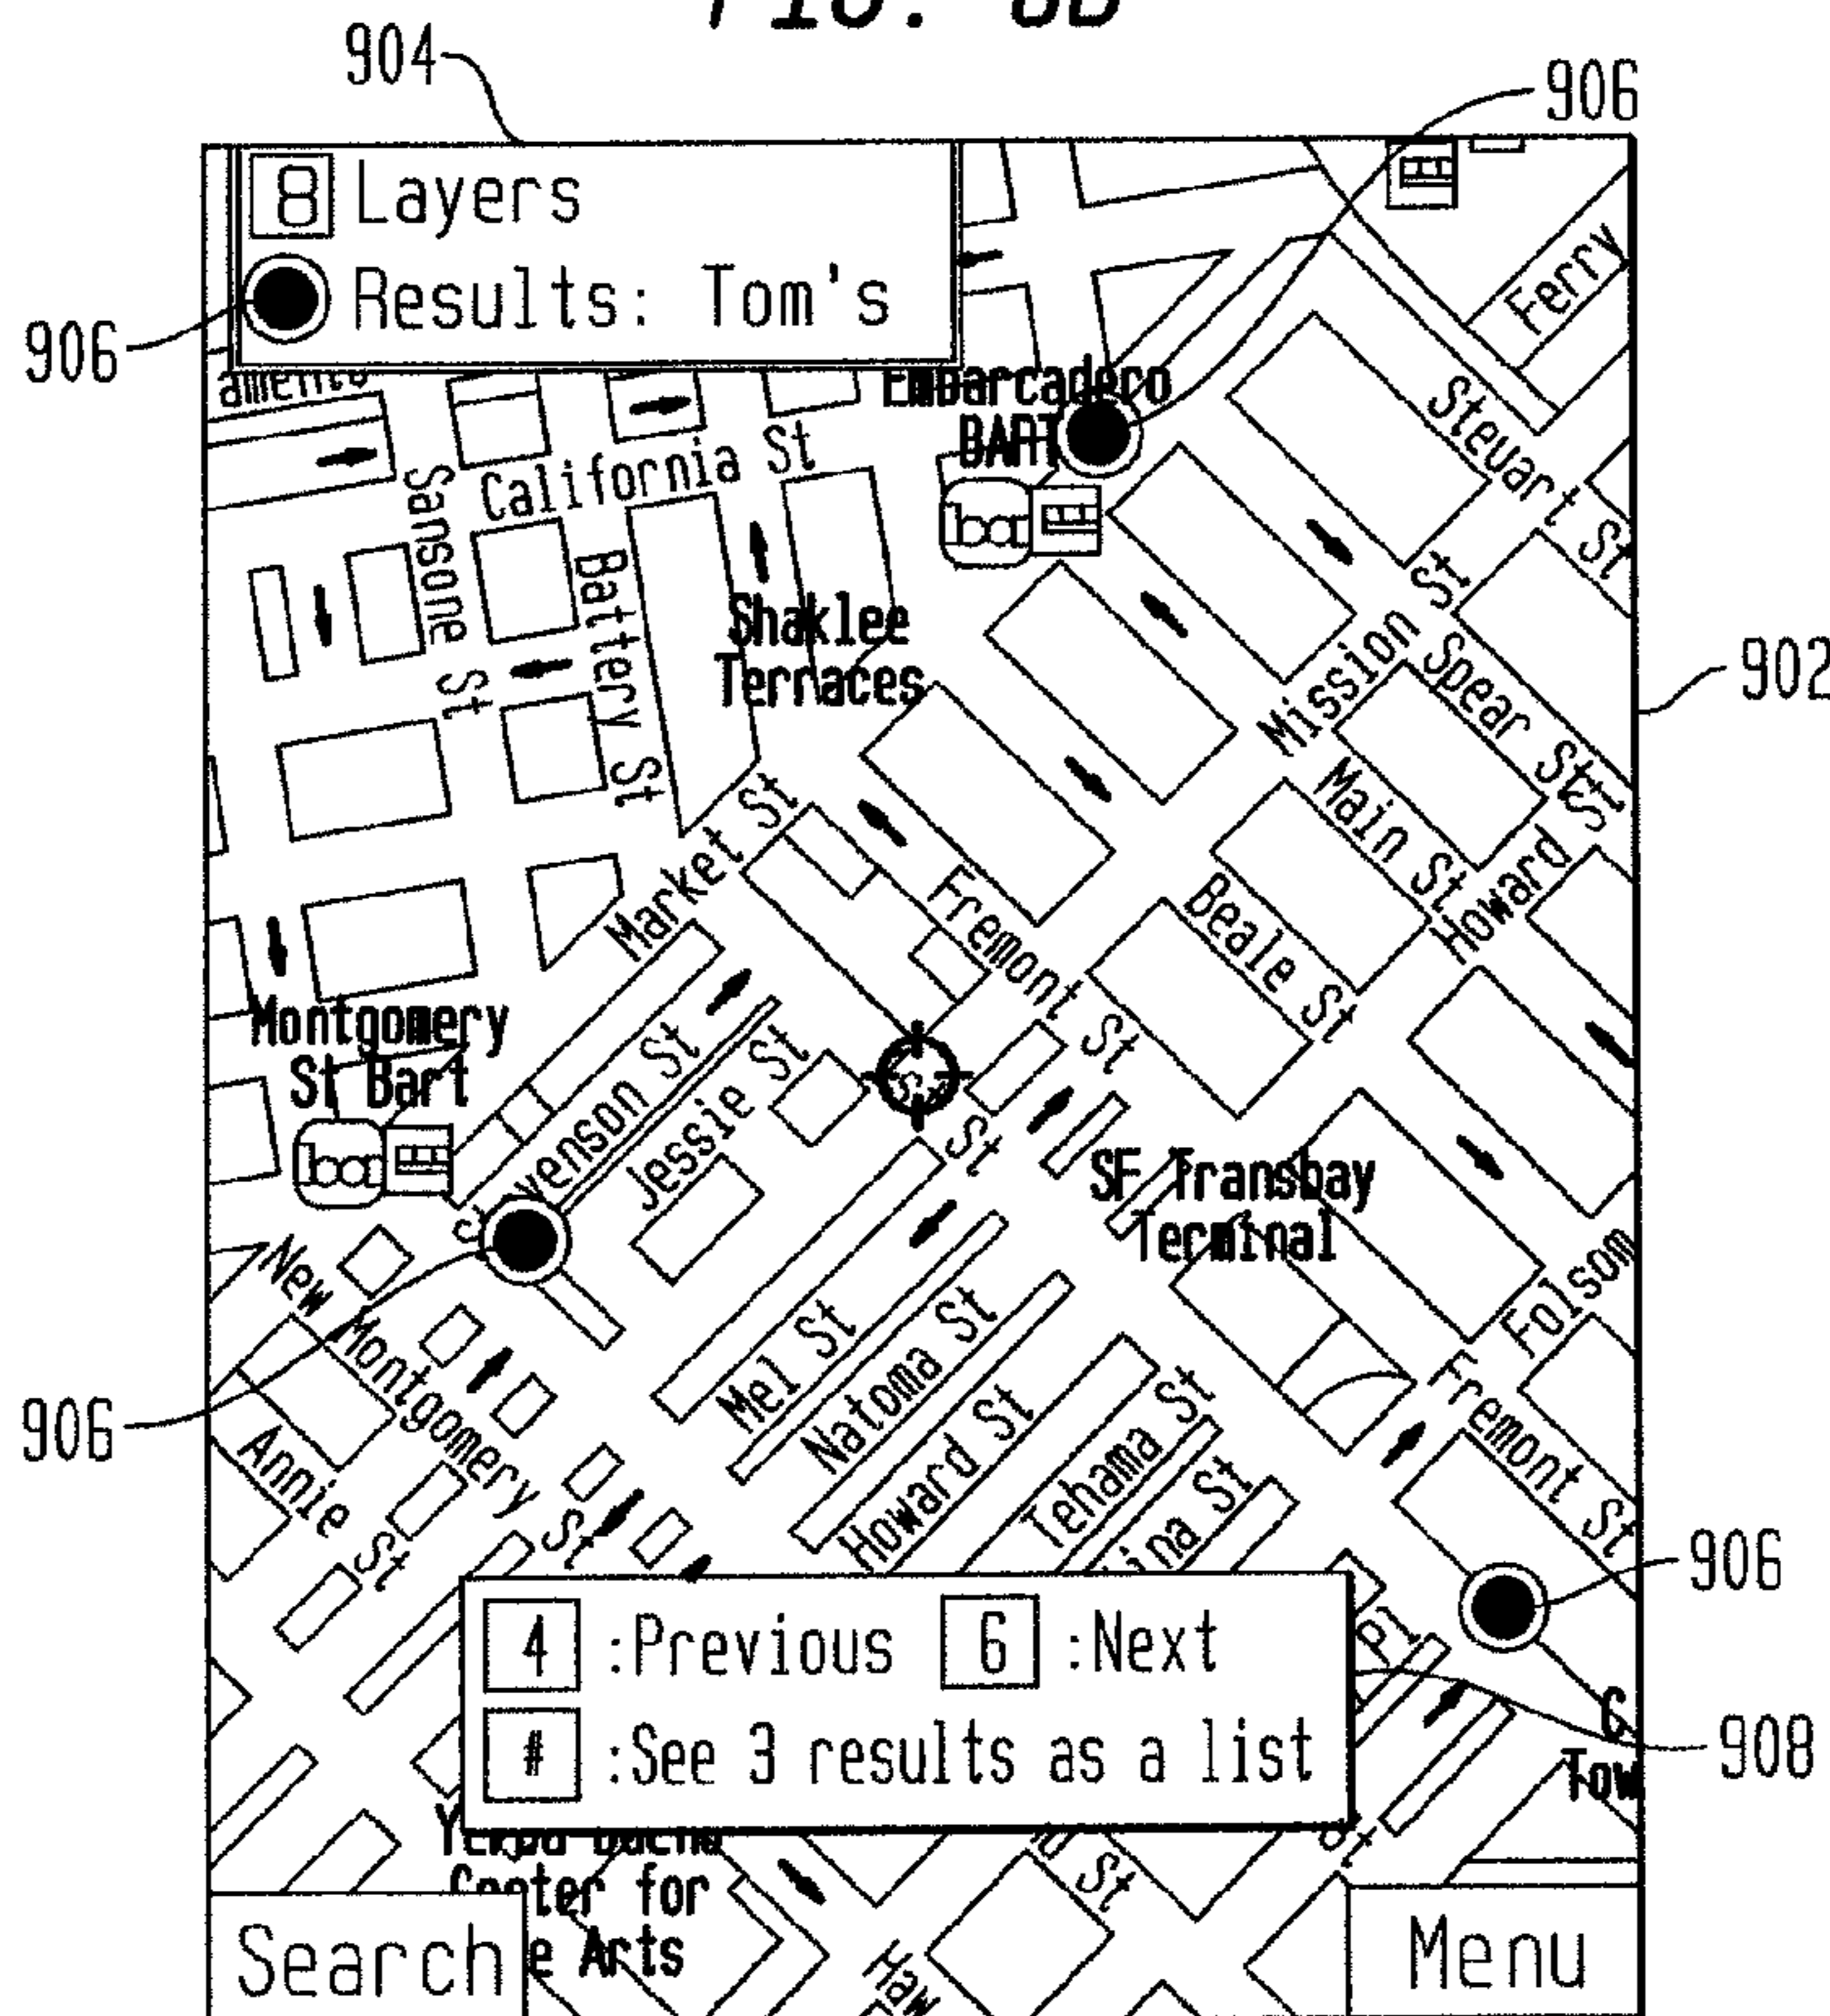 904
906
8 Layers
Results: Tom's
906
Ferry
Embarcadero
BART
Steuart St
California St
Sansone St
Battery St
Shaklee
Terraces
902
Mission St
Spear St
Main St
Howard St
Market St
Fremont St
Beale St
Montgomery
St Bart
Jessie St
St
SF Transbay
Terminal
Folsom
New Montgomery St
Mel St
Natoma St
Howard St
Tehama St
Fremont St
906
Annie St
906
4 :Previous 6 :Next
# :See 3 results as a list
908
Center for
Arts
St
Search
Menu